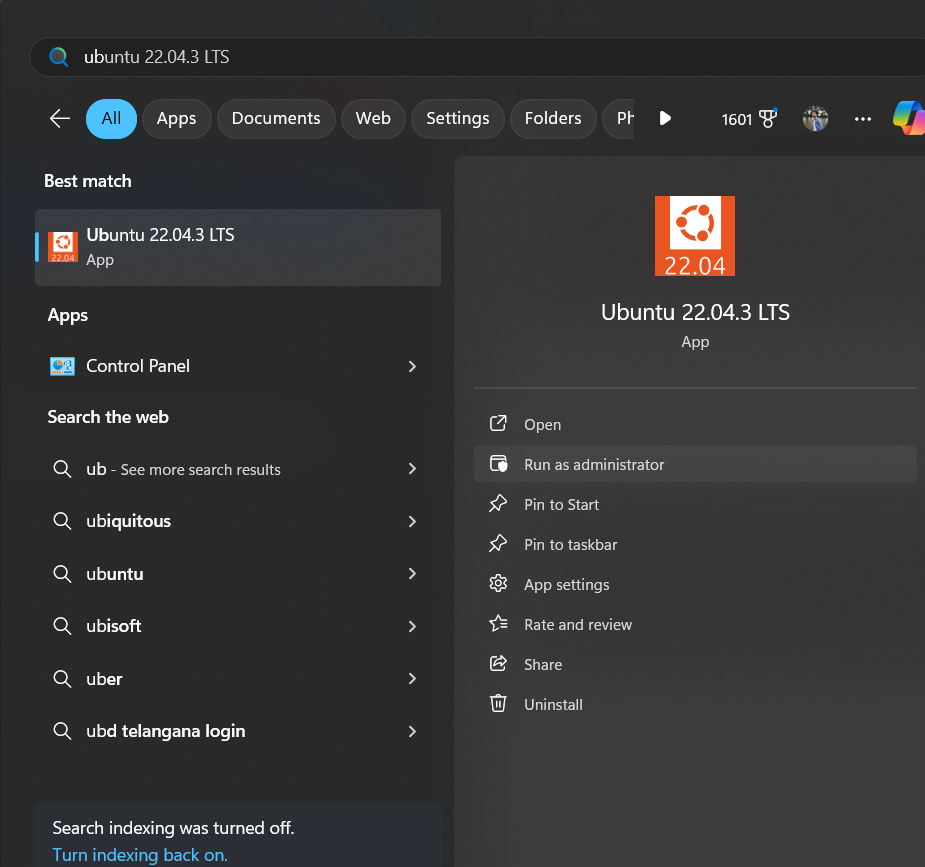 ubuntu 22.04.3 LTS
All Apps Documents Web Settings Folders Ph 1601
Best match
22.04
Ubuntu 22.04.3 LTS
App
Apps
Control Panel
Search the web
ub - See more search results
ubiquitous
ubuntu
ubisoft
uber
ubd telangana login
Search indexing was turned off.
Turn indexing back on.
22.04
Ubuntu 22.04.3 LTS
App
Open
Run as administrator
Pin to Start
Pin to taskbar
App settings
Rate and review
Share
Uninstall